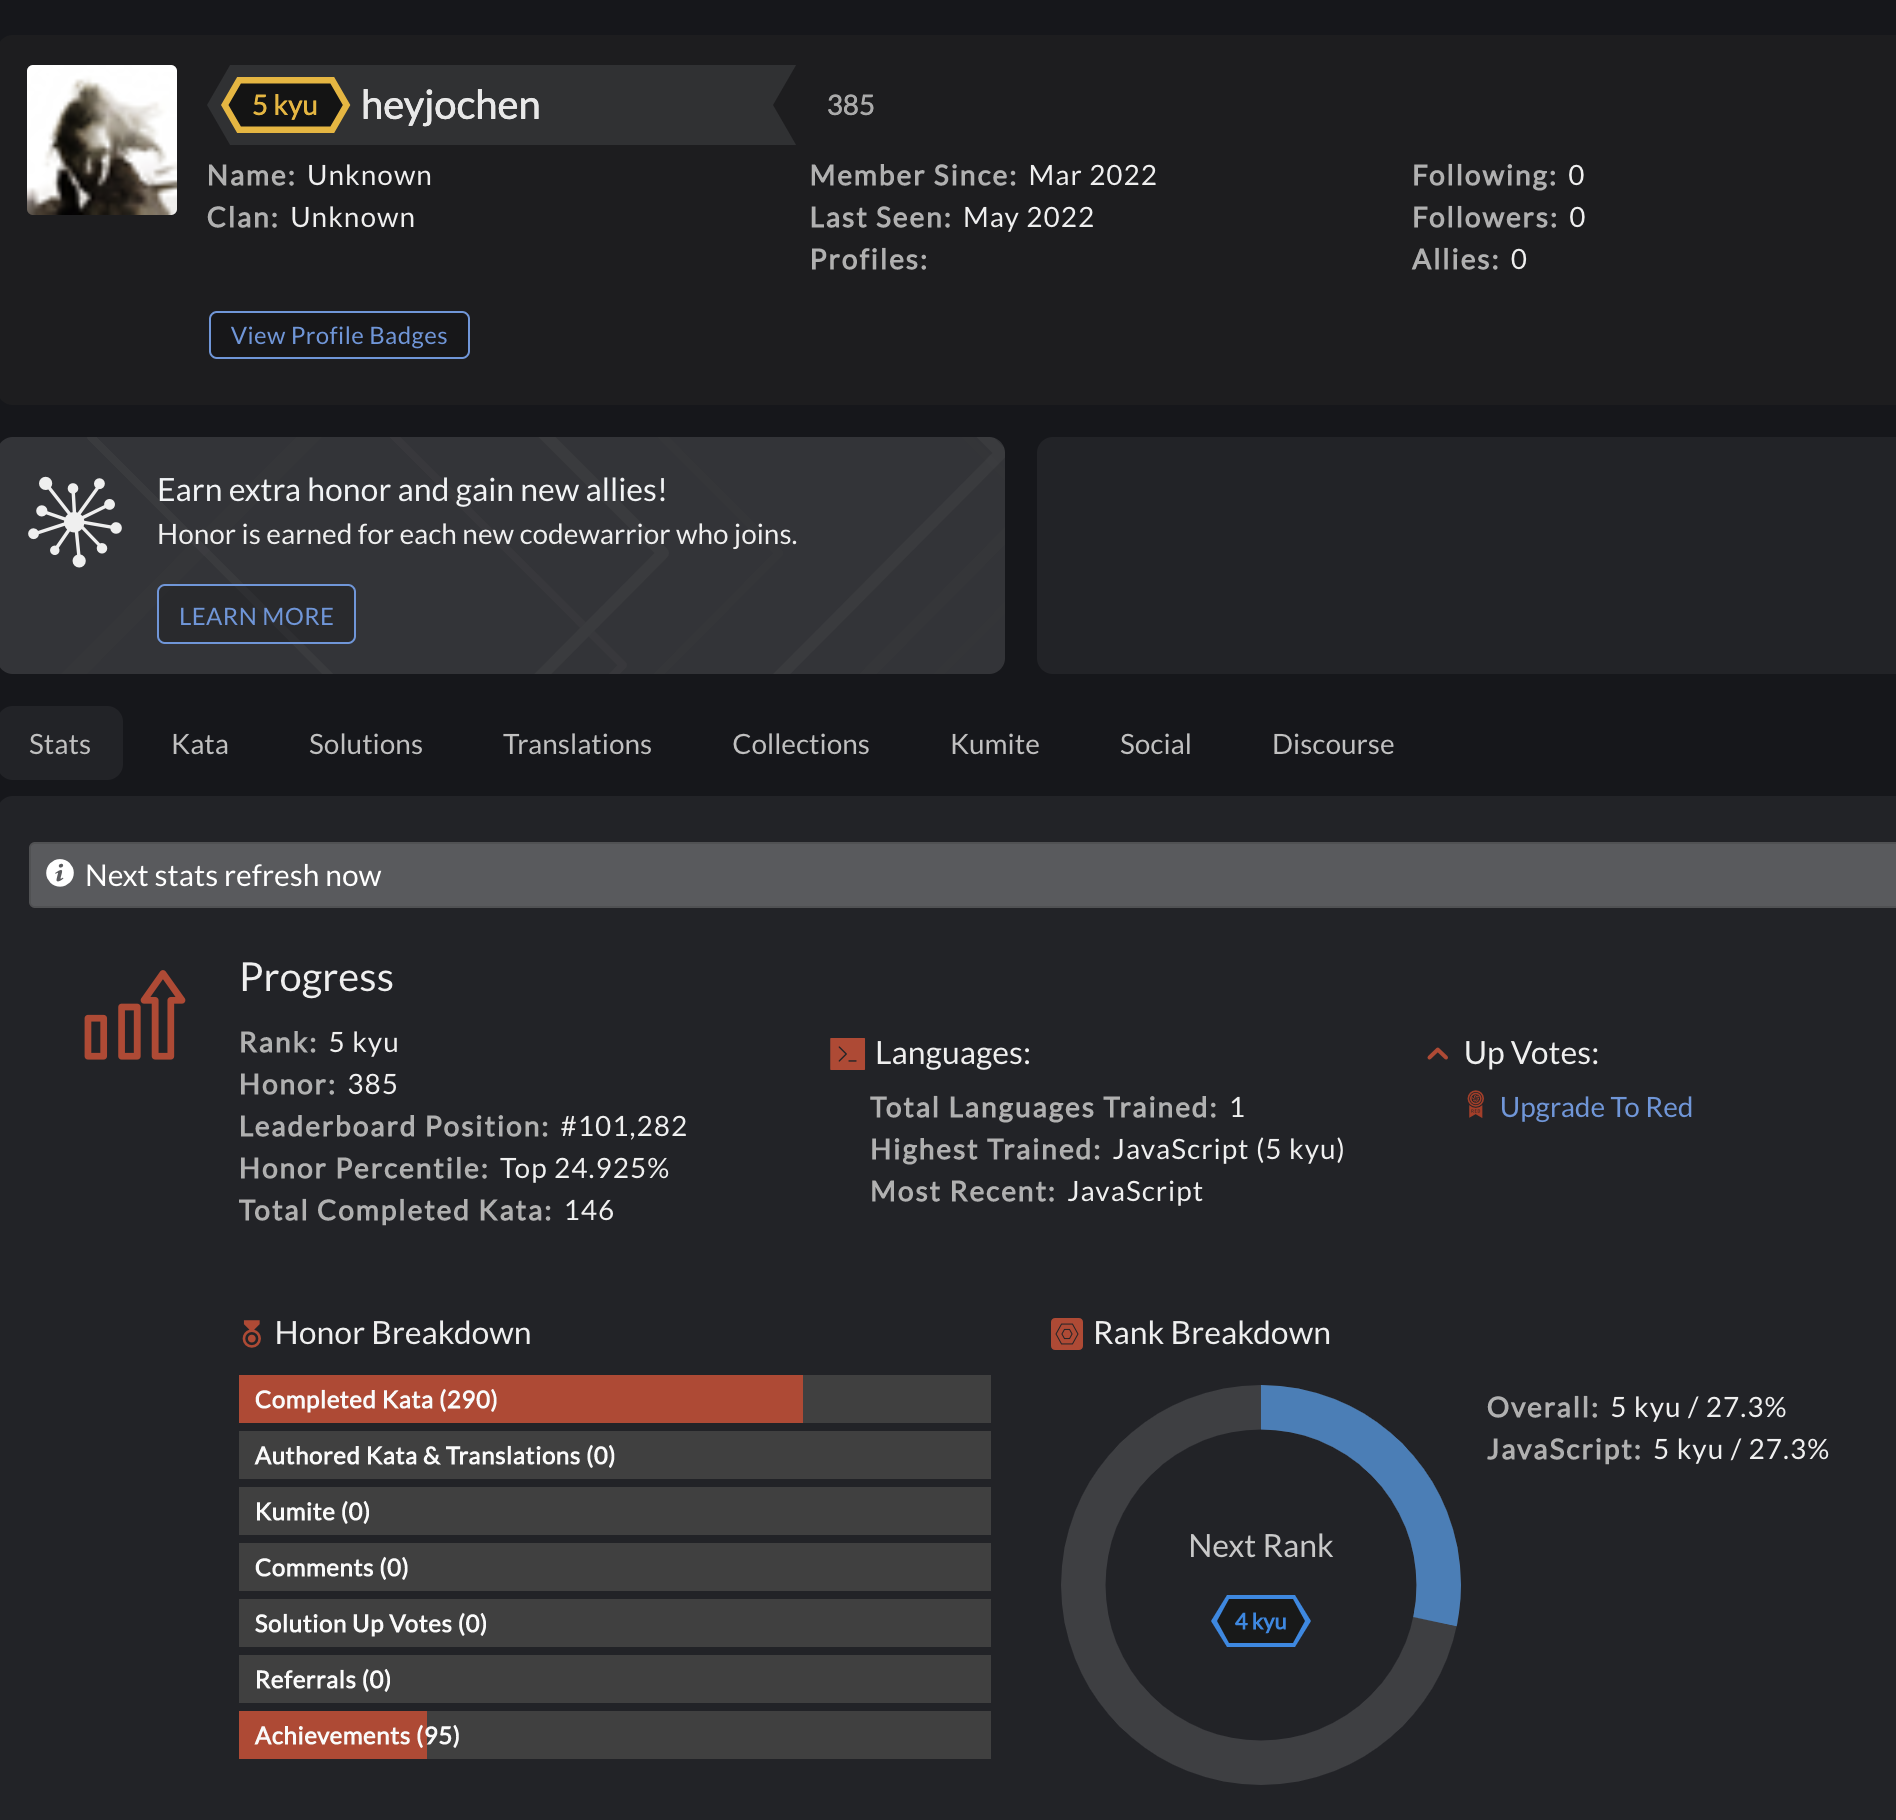 5 kyu heyjochen 385
Name: Unknown
Clan: Unknown
Member Since: Mar 2022
Last Seen: May 2022
Profiles:
Following: 0
Followers: 0
Allies: 0
View Profile Badges
Earn extra honor and gain new allies!
Honor is earned for each new codewarrior who joins.
LEARN MORE
Stats Kata Solutions Translations Collections Kumite Social Discourse
Next stats refresh now
Progress
Rank: 5 kyu
Honor: 385
Leaderboard Position: #101,282
Honor Percentile: Top 24.925%
Total Completed Kata: 146
Languages:
Total Languages Trained: 1
Highest Trained: JavaScript (5 kyu)
Most Recent: JavaScript
Up Votes:
Upgrade To Red
Honor Breakdown
Completed Kata (290)
Authored Kata & Translations (0)
Kumite (0)
Comments (0)
Solution Up Votes (0)
Referrals (0)
Achievements (95)
Rank Breakdown
Next Rank
4 kyu
Overall: 5 kyu / 27.3%
JavaScript: 5 kyu / 27.3%